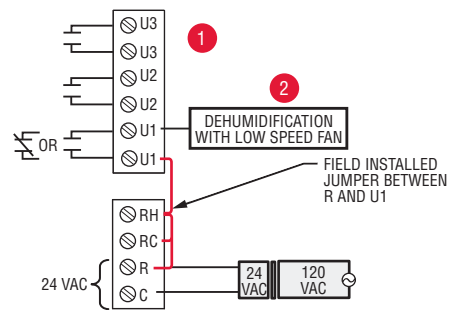 U3
1
U3
U2
2
U2
DEHUMIDIFICATION
WITH LOW SPEED FAN
U1
OR
U1
FIELD INSTALLED
JUMPER BETWEEN
R AND U1
RH
RC
R
24 VAC
C
24
VAC
120
VAC